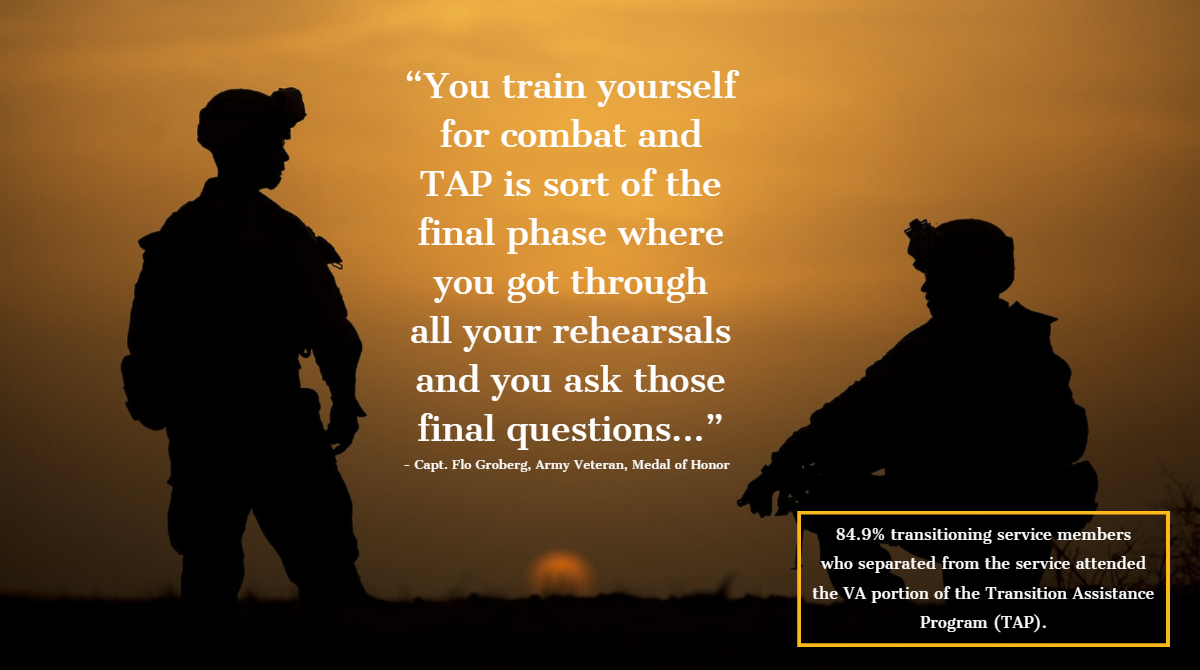 “You train yourself
for combat and
TAP is sort of the
final phase where
you got through
all your rehearsals
and you ask those
final questions...”
- Capt. Flo Groberg, Army Veteran, Medal of Honor
84.9% transitioning service members
who separated from the service attended
the VA portion of the Transition Assistance
Program (TAP).